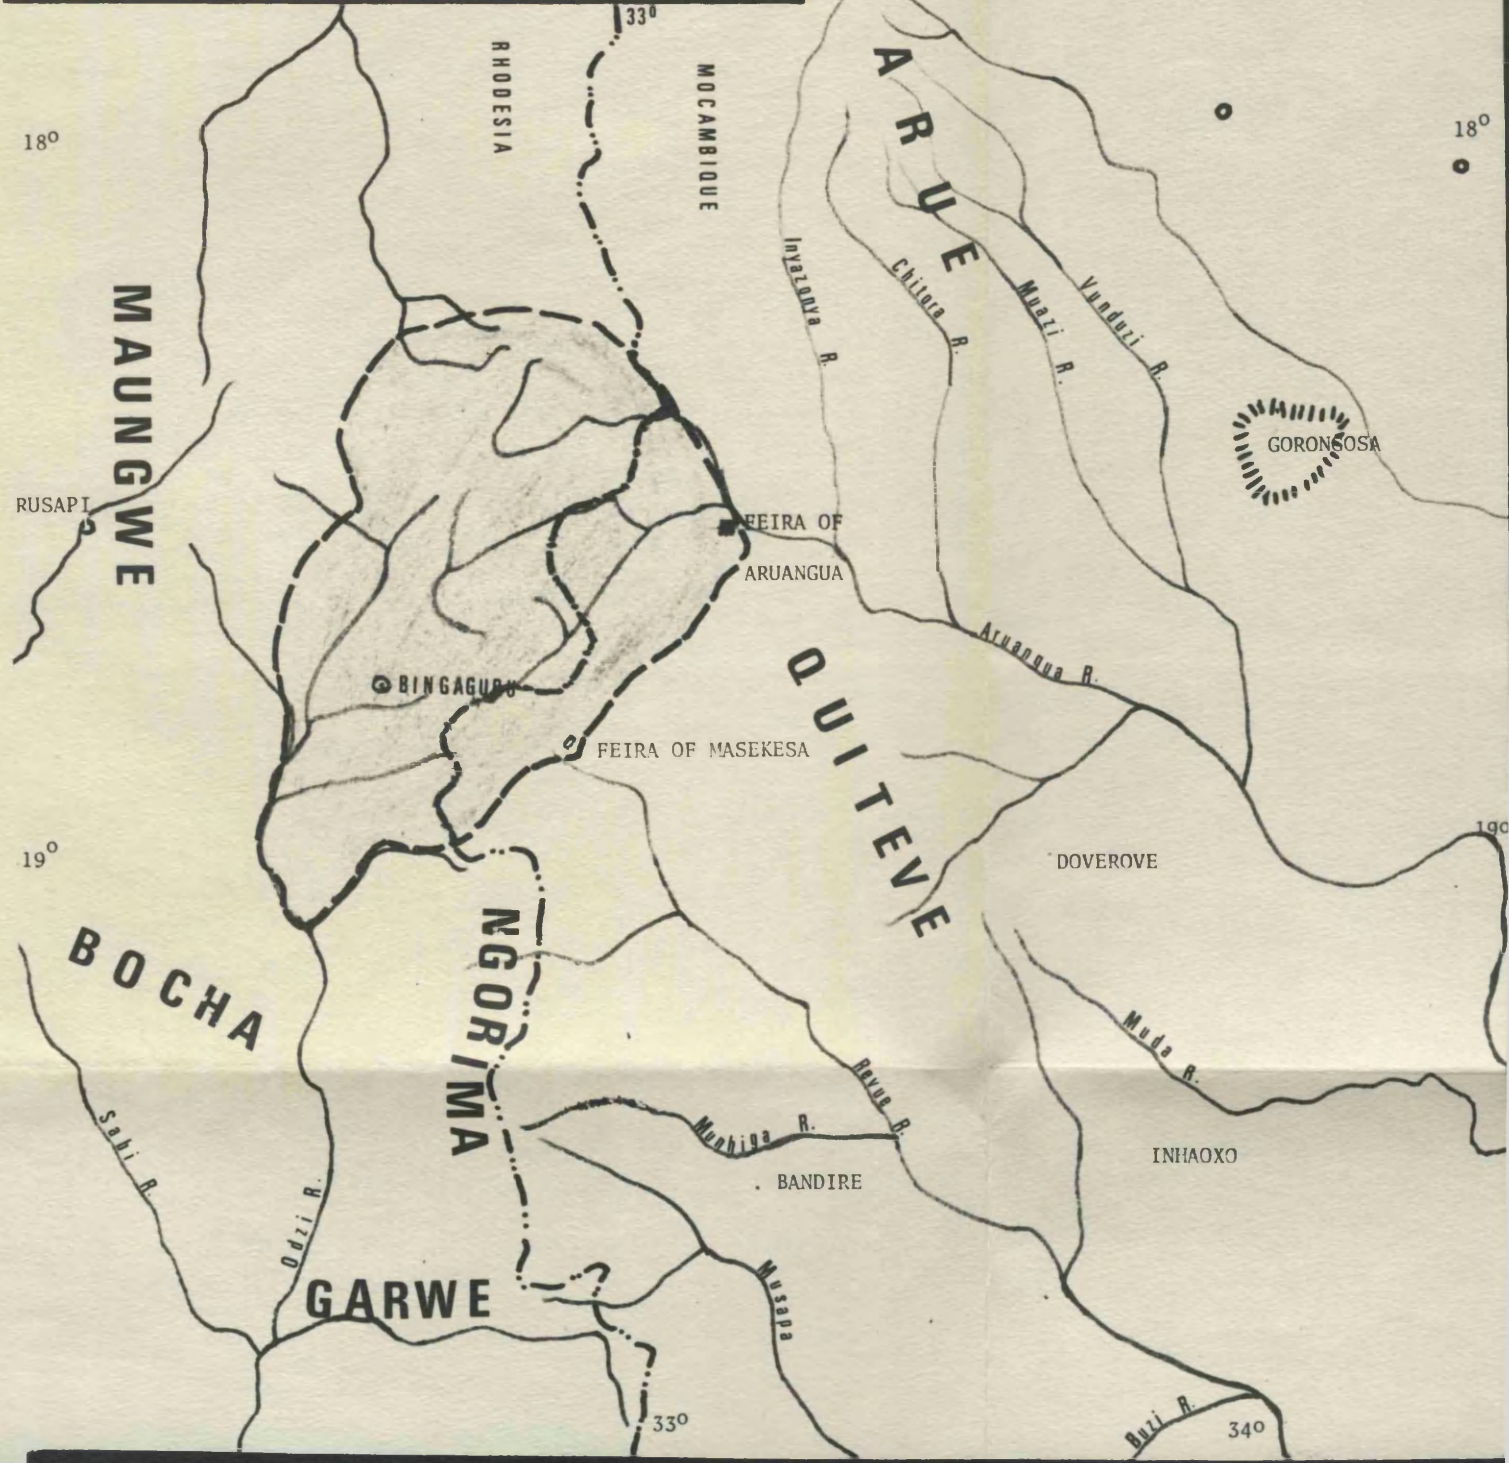 33°
RHODESIA
MOCAMBIQUE
ARUE
18°
18°
Inyazonya R.
Chitora R.
Muazi R.
Vunduzi R.
MAUNGWE
GORONGOSA
RUSAPI
FEIRA OF
ARUANGUA
Aruangua R.
BINGAGURU
QUITEVE
FEIRA OF MASEKESA
19°
19°
DOVEROVE
BOCHA
NGORIMA
Muda R.
Revue R.
Sabi R.
Munhiga R.
INHAOXO
BANDIRE
Odzi R.
GARWE
Musapa
33°
Buzi R.
34°